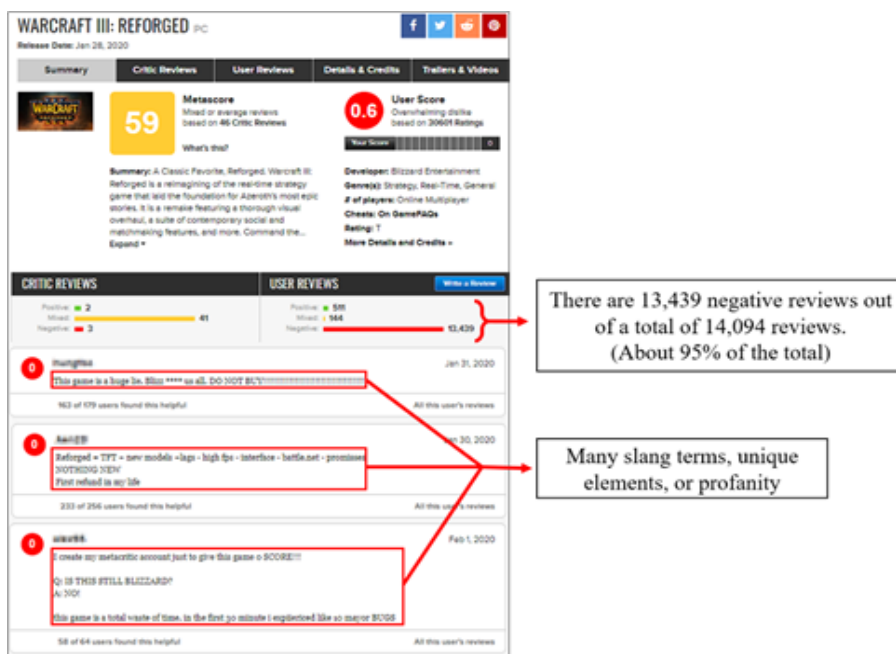 WARCRAFT III: REFORGED PC
Release Date: Jan 28, 2020
Summary
Critic Reviews
User Reviews
Details & Credits
Trailers & Videos
WARCRAFT
59
Metascore
Mixed or average reviews
based on 46 Critic Reviews
What's this?
0.6
User Score
Overwhelming dislike
based on 30601 Ratings
Your Score
0
Summary: A Classic Favorite, Reforged. Warcraft III:
Reforged is a reimagining of the real-time strategy
game that laid the foundation for Azeroth's most epic
stories. It is a remake featuring a thorough visual
overhaul, a suite of contemporary social and
matchmaking features, and more. Command the...
Expand
Developer: Blizzard Entertainment
Genre(s): Strategy, Real-Time, General
# of players: Online Multiplayer
Cheats: On GameFAQs
Rating: T
More Details and Credits »
CRITIC REVIEWS
Positive: 2
Mixed: 41
Negative: 3
USER REVIEWS
Write a Review
Positive: 511
Mixed: 144
Negative: 13,439
There are 13,439 negative reviews out
of a total of 14,094 reviews.
(About 95% of the total)
0
Jan 31, 2020
This game is a huge lie. Blizz **** us all. DO NOT BUY
163 of 179 users found this helpful
All this user's reviews
0
Jan 30, 2020
Reforged = TFT + new models +lags - high fps - interface - battle.net - promisses
NOTHING NEW
First refund in my life
233 of 256 users found this helpful
All this user's reviews
Many slang terms, unique
elements, or profanity
0
Feb 1, 2020
I create my metacritic account just to give this game 0 SCORE!!!
Q: IS THIS STILL BLIZZARD?
A: NO!
this game is a total waste of time. in the first 30 minute i expiericed like 10 mayor BUGS
58 of 64 users found this helpful
All this user's reviews